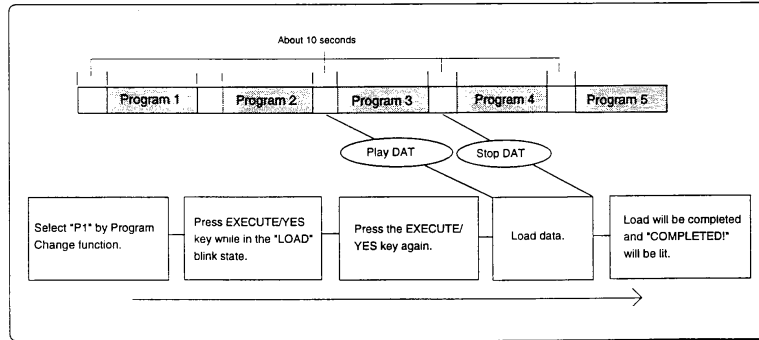 About 10 seconds
Program 1
Program 2
Program 3
Program 4
Program 5
Play DAT
Stop DAT
Select "P1" by Program
Change function.
Press EXECUTE/YES
key while in the "LOAD"
blink state.
Press the EXECUTE/
YES key again.
Load data.
Load will be completed
and "COMPLETED!"
will be lit.